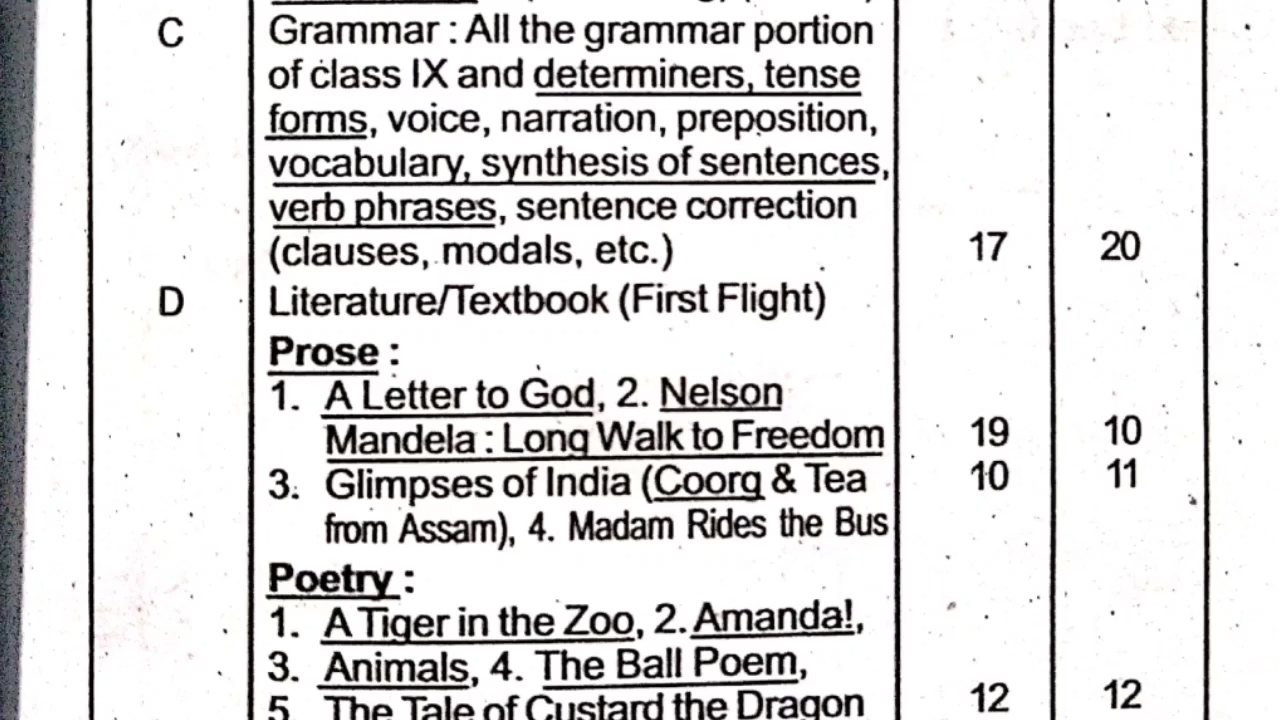 C Grammar : All the grammar portion
of class IX and determiners, tense
forms, voice, narration, preposition,
vocabulary, synthesis of sentences,
verb phrases, sentence correction
(clauses, modals, etc.) 17 20
D Literature/Textbook (First Flight)
Prose :
1. A Letter to God, 2. Nelson
Mandela : Long Walk to Freedom 19 10
3. Glimpses of India (Coorg & Tea 10 11
from Assam), 4. Madam Rides the Bus
Poetry :
1. A Tiger in the Zoo, 2. Amanda!,
3. Animals, 4. The Ball Poem,
5. The Tale of Custard the Dragon 12 12